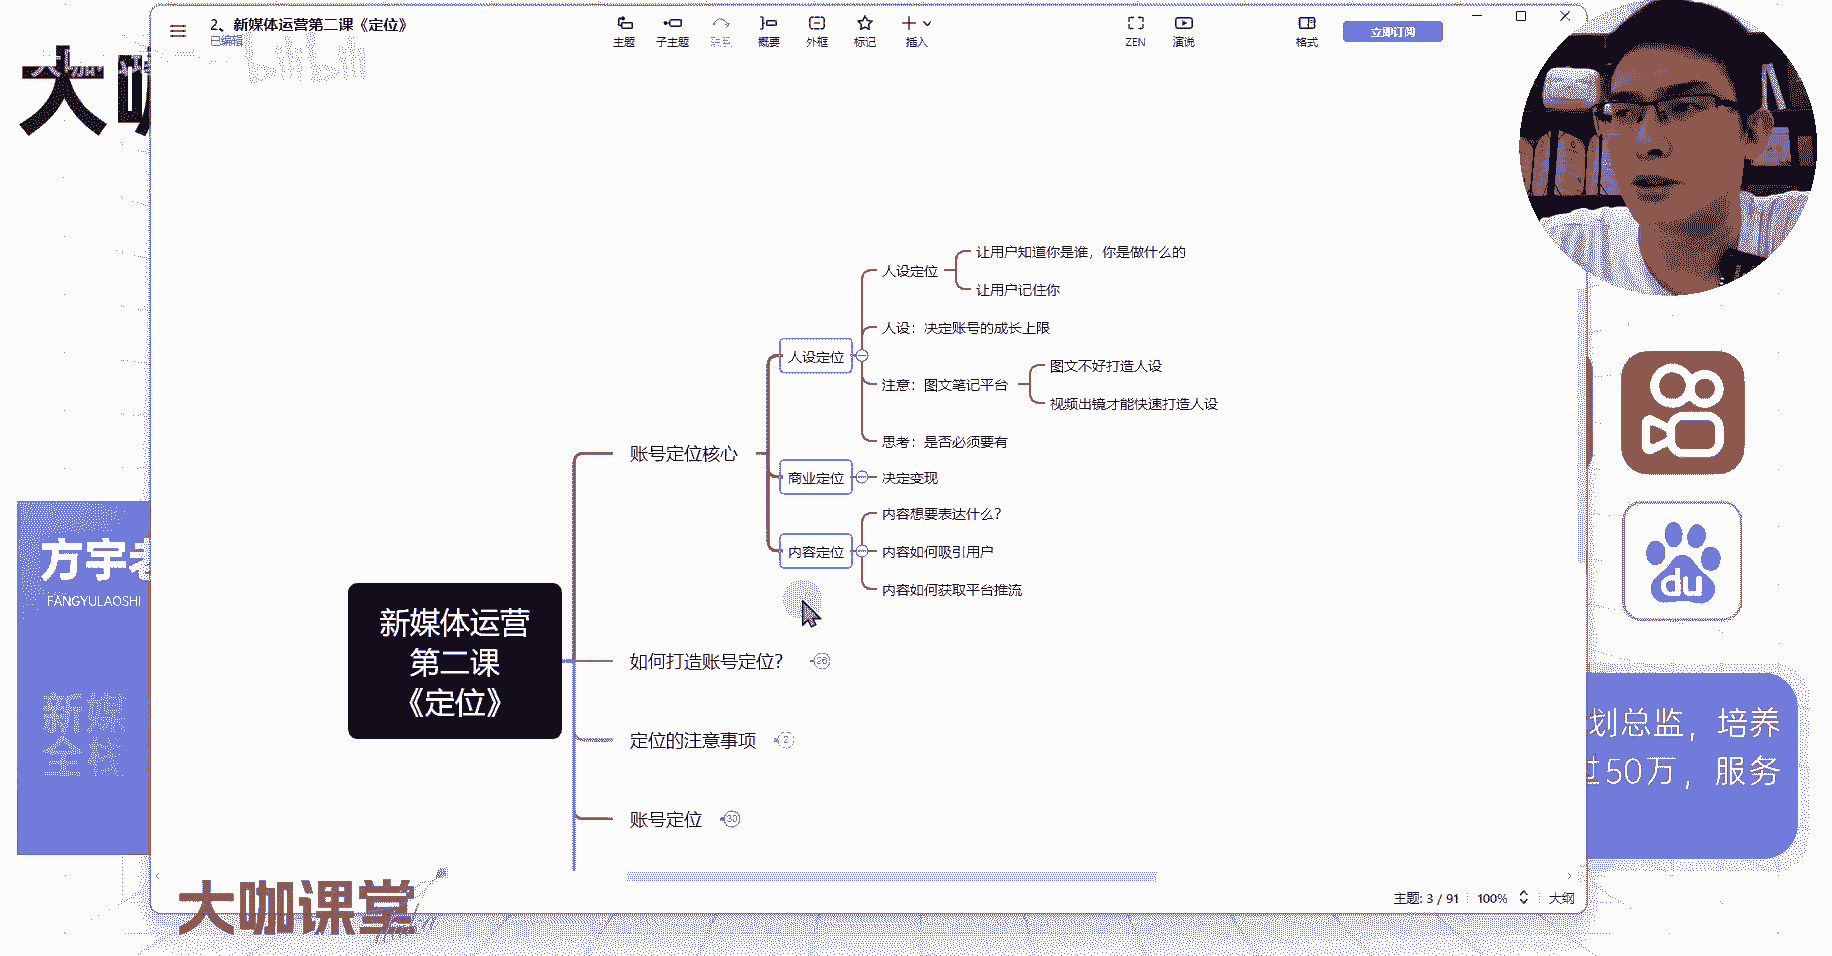 2、新媒体运营第二课《定位》
已编辑
主题
子主题
联系
概要
外框
标记
插入
ZEN
演说
格式
立即订阅
bilibili
大咖
让用户知道你是谁，你是做什么的
人设定位
让用户记住你
人设：决定账号的成长上限
人设定位
图文不好打造人设
注意：图文笔记平台
视频出镜才能快速打造人设
思考：是否必须要有
账号定位核心
商业定位
决定变现
内容想要表达什么？
内容定位
内容如何吸引用户
内容如何获取平台推流
新媒体运营
第二课
《定位》
如何打造账号定位？
26
定位的注意事项
2
账号定位
30
方宇老
FANGYULAOSHI
新媒
全栈
du
划总监，培养
过50万，服务
大咖课堂
主题: 3 / 91
100%
大纲